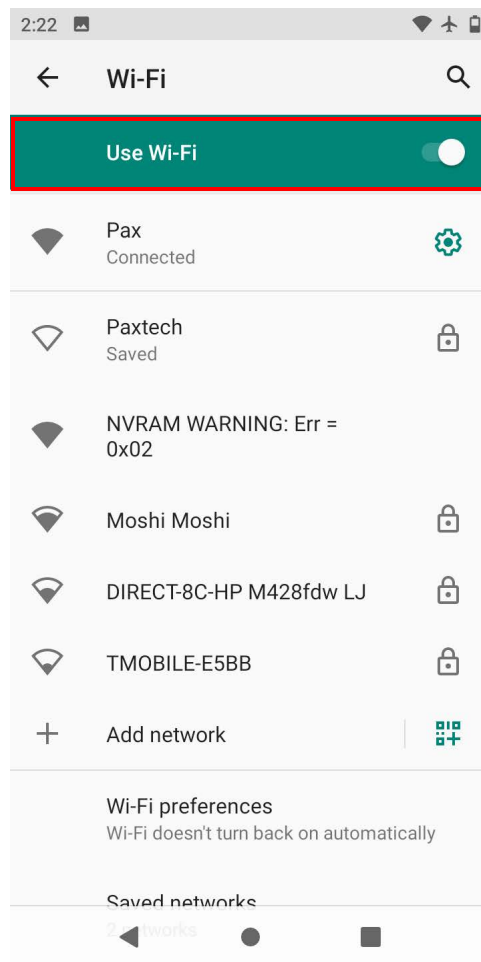 2:22
Wi-Fi
Use Wi-Fi
Pax
Connected
Paxtech
Saved
NVRAM WARNING: Err =
0x02
Moshi Moshi
DIRECT-8C-HP M428fdw LJ
TMOBILE-E5BB
Add network
Wi-Fi preferences
Wi-Fi doesn't turn back on automatically
Saved networks
2 networks